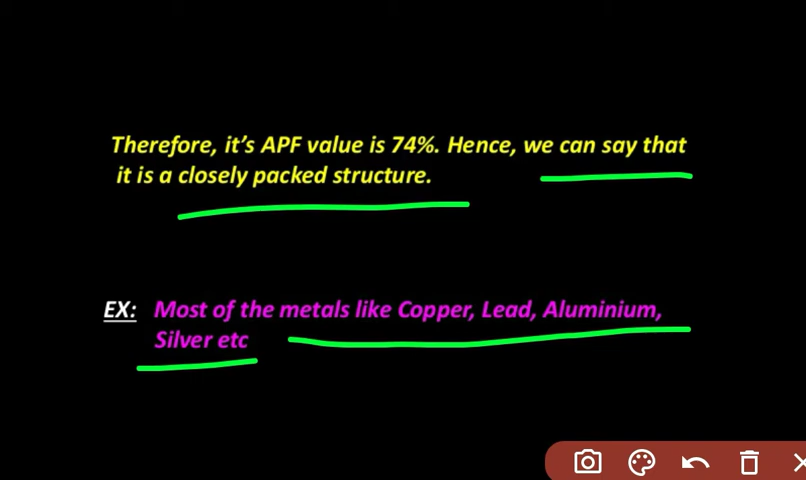 Therefore, it's APF value is 74%. Hence, we can say that
it is a closely packed structure.
EX: Most of the metals like Copper, Lead, Aluminium,
Silver etc